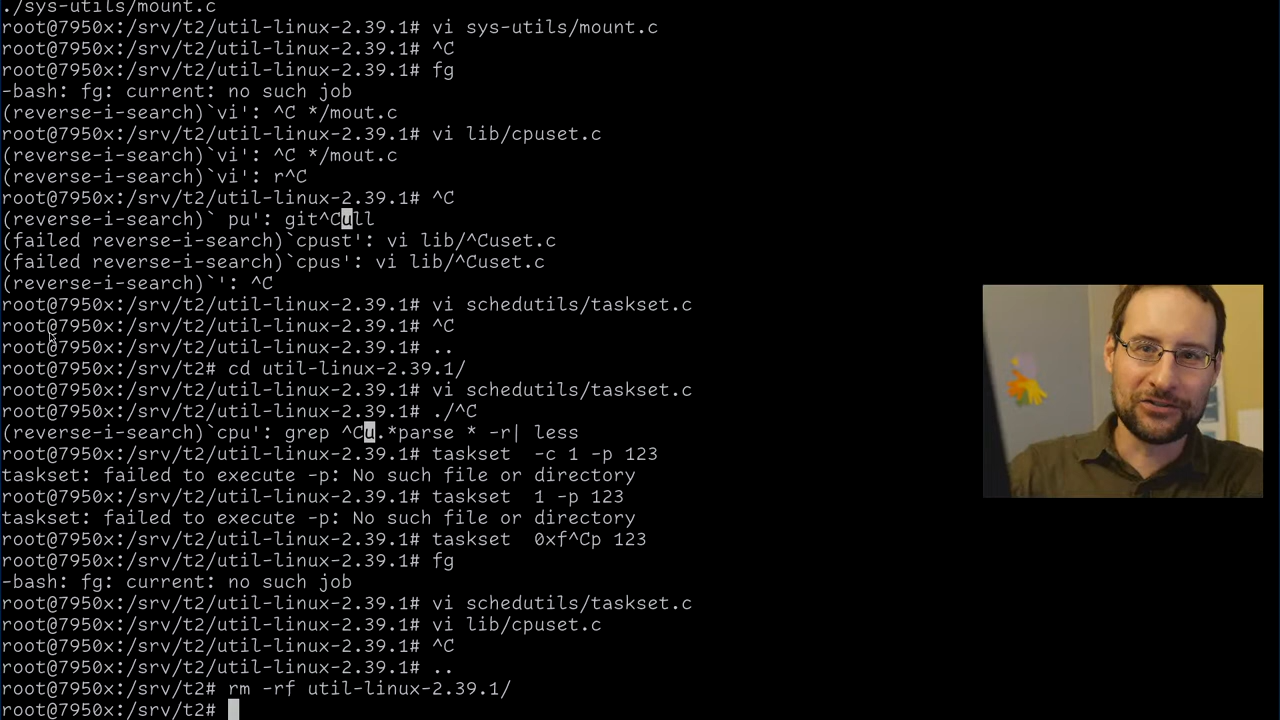 ./sys-utils/mount.c
root@7950x:/srv/t2/util-linux-2.39.1# vi sys-utils/mount.c
root@7950x:/srv/t2/util-linux-2.39.1# ^C
root@7950x:/srv/t2/util-linux-2.39.1# fg
-bash: fg: current: no such job
(reverse-i-search)`vi': ^C */mout.c
root@7950x:/srv/t2/util-linux-2.39.1# vi lib/cpuset.c
(reverse-i-search)`vi': ^C */mout.c
(reverse-i-search)`vi': r^C
root@7950x:/srv/t2/util-linux-2.39.1# ^C
(reverse-i-search)` pu': git^Cull
(failed reverse-i-search)`cpust': vi lib/^Cuset.c
(failed reverse-i-search)`cpus': vi lib/^Cuset.c
(reverse-i-search)`': ^C
root@7950x:/srv/t2/util-linux-2.39.1# vi schedutils/taskset.c
root@7950x:/srv/t2/util-linux-2.39.1# ^C
root@7950x:/srv/t2/util-linux-2.39.1# ..
root@7950x:/srv/t2# cd util-linux-2.39.1/
root@7950x:/srv/t2/util-linux-2.39.1# vi schedutils/taskset.c
root@7950x:/srv/t2/util-linux-2.39.1# ./^C
(reverse-i-search)`cpu': grep ^Cu.*parse * -r| less
root@7950x:/srv/t2/util-linux-2.39.1# taskset  -c 1 -p 123
taskset: failed to execute -p: No such file or directory
root@7950x:/srv/t2/util-linux-2.39.1# taskset  1 -p 123
taskset: failed to execute -p: No such file or directory
root@7950x:/srv/t2/util-linux-2.39.1# taskset  0xf^Cp 123
root@7950x:/srv/t2/util-linux-2.39.1# fg
-bash: fg: current: no such job
root@7950x:/srv/t2/util-linux-2.39.1# vi schedutils/taskset.c
root@7950x:/srv/t2/util-linux-2.39.1# vi lib/cpuset.c
root@7950x:/srv/t2/util-linux-2.39.1# ^C
root@7950x:/srv/t2/util-linux-2.39.1# ..
root@7950x:/srv/t2# rm -rf util-linux-2.39.1/
root@7950x:/srv/t2#